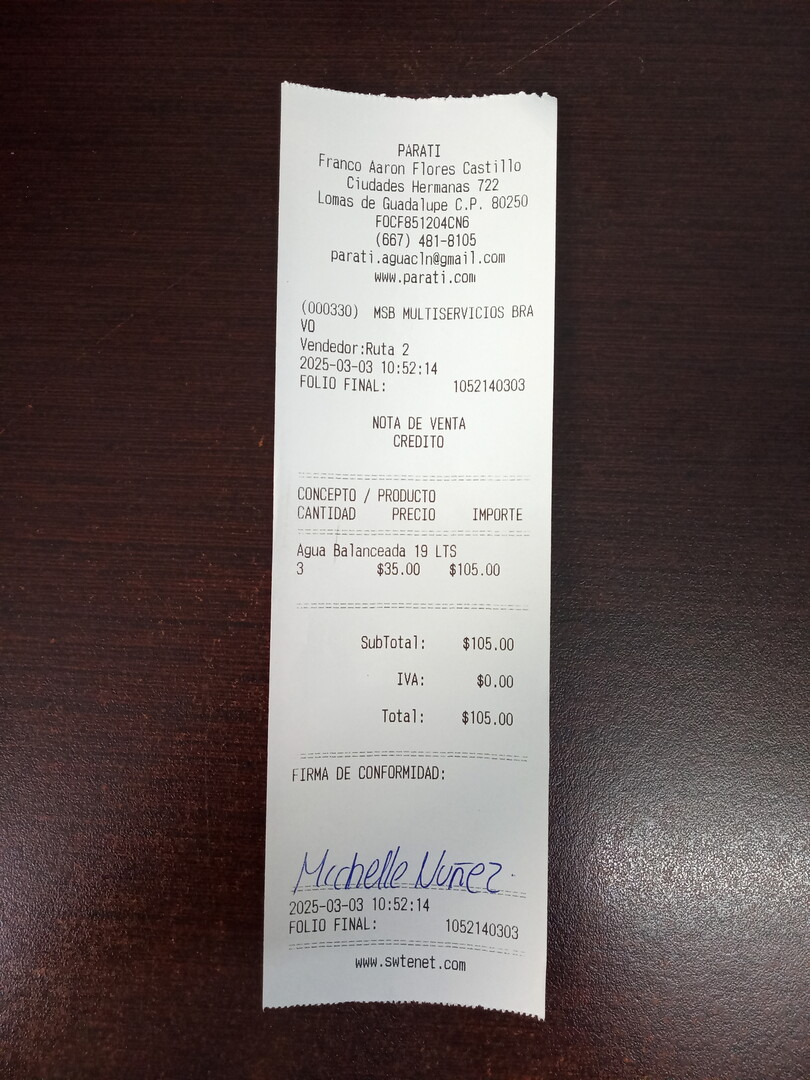 PARATI
Franco Aaron Flores Castillo
Ciudades Hermanas 722
Lomas de Guadalupe C.P. 80250
FOCF851204CN6
(667) 481-8105
parati.aguacln@gmail.com
www.parati.com
(000330) MSB MULTISERVICIOS BRA
VO
Vendedor:Ruta 2
2025-03-03 10:52:14
FOLIO FINAL: 1052140303
NOTA DE VENTA
CREDITO
CONCEPTO / PRODUCTO
CANTIDAD PRECIO IMPORTE
Agua Balanceada 19 LTS
3 $35.00 $105.00
SubTotal: $105.00
IVA: $0.00
Total: $105.00
FIRMA DE CONFORMIDAD:
Michelle Nuñez.
2025-03-03 10:52:14
FOLIO FINAL: 1052140303
www.swtenet.com